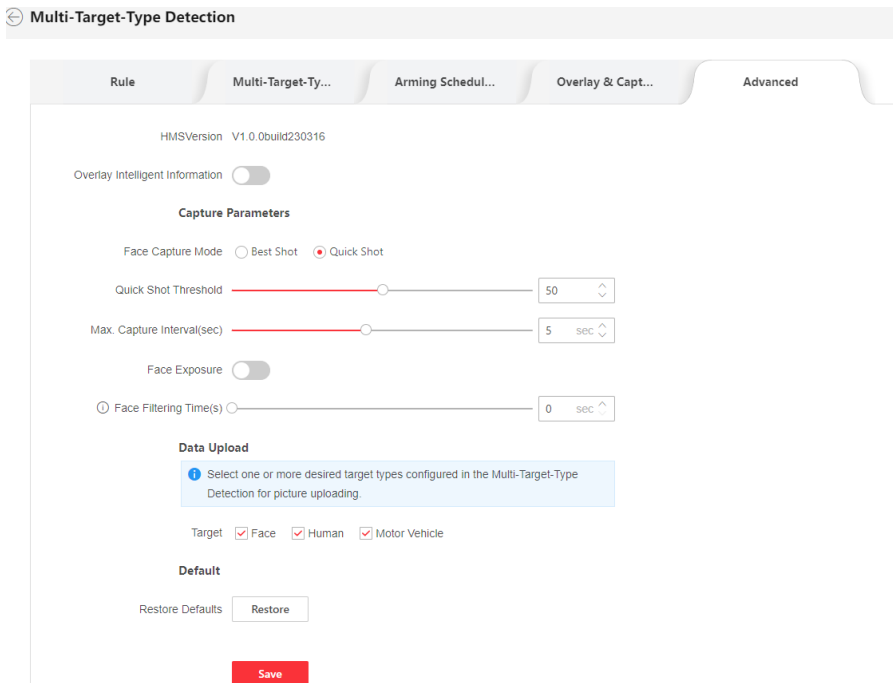 Multi-Target-Type Detection
Rule Multi-Target-Ty... Arming Schedul... Overlay & Capt... Advanced
HMSVersion V1.0.0build230316
Overlay Intelligent Information
Capture Parameters
Face Capture Mode Best Shot Quick Shot
Quick Shot Threshold 50
Max. Capture Interval(sec) 5 sec
Face Exposure
Face Filtering Time(s) 0 sec
Data Upload
Select one or more desired target types configured in the Multi-Target-Type
Detection for picture uploading.
Target Face Human Motor Vehicle
Default
Restore Defaults Restore
Save